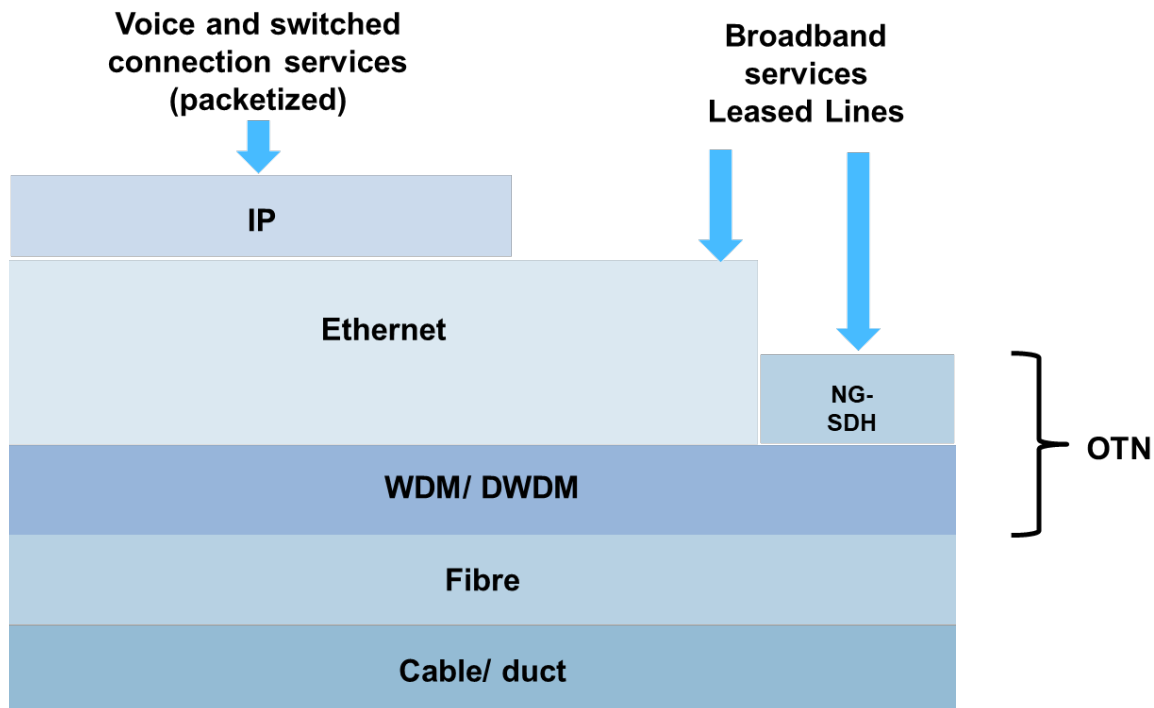 Voice and switched
connection services
(packetized)
Broadband
services
Leased Lines
IP
Ethernet
NG-
SDH
OTN
WDM/ DWDM
Fibre
Cable/ duct